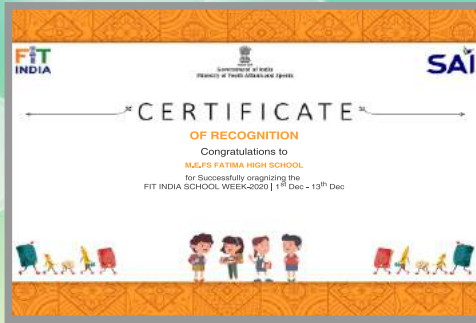 FIT
INDIA
Government of India
Ministry of Youth Affairs and Sports
SAI
CERTIFICATE
OF RECOGNITION
Congratulations to
M.E.FS FATIMA HIGH SCHOOL
for Successfully oragnizing the
FIT INDIA SCHOOL WEEK-2020 | 1st Dec - 13th Dec